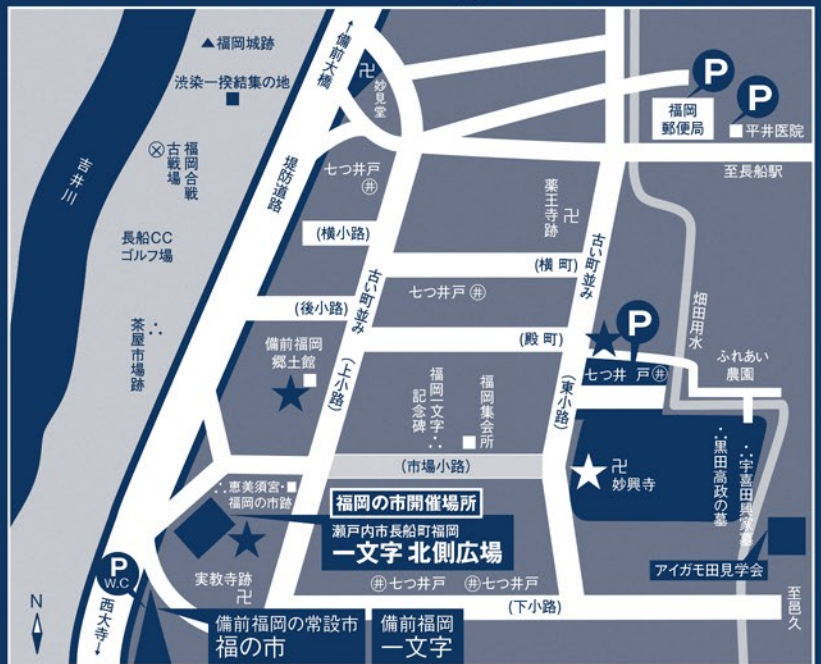 ▲福岡城跡
渋染一揆結集の地
福岡合戦
古戦場
吉井川
長船CC
ゴルフ場
茶屋市場跡
↑備前大橋
堤防道路
卍
妙見堂
七つ井戸
井
(横小路)
(後小路)
古い町並み
(上小路)
備前福岡
郷土館
P
福岡
郵便局
P
平井医院
至長船駅
薬王寺跡
卍
古い町並み
(横町)
七つ井戸 井
(殿町)
P
七つ井戸 井
畑田用水
ふれあい
農園
(東小路)
福岡一文字
記念碑
福岡集会所
(市場小路)
卍
妙興寺
∴黒田高政の墓
∴宇喜田興家墓
アイガモ田見学会
至邑久
∴恵美須宮・
福岡の市跡
福岡の市開催場所
瀬戸内市長船町福岡
一文字 北側広場
実教寺跡
卍
井 七つ井戸
井 七つ井戸
(下小路)
P
W.C
西大寺→
N
備前福岡の常設市
福の市
備前福岡
一文字